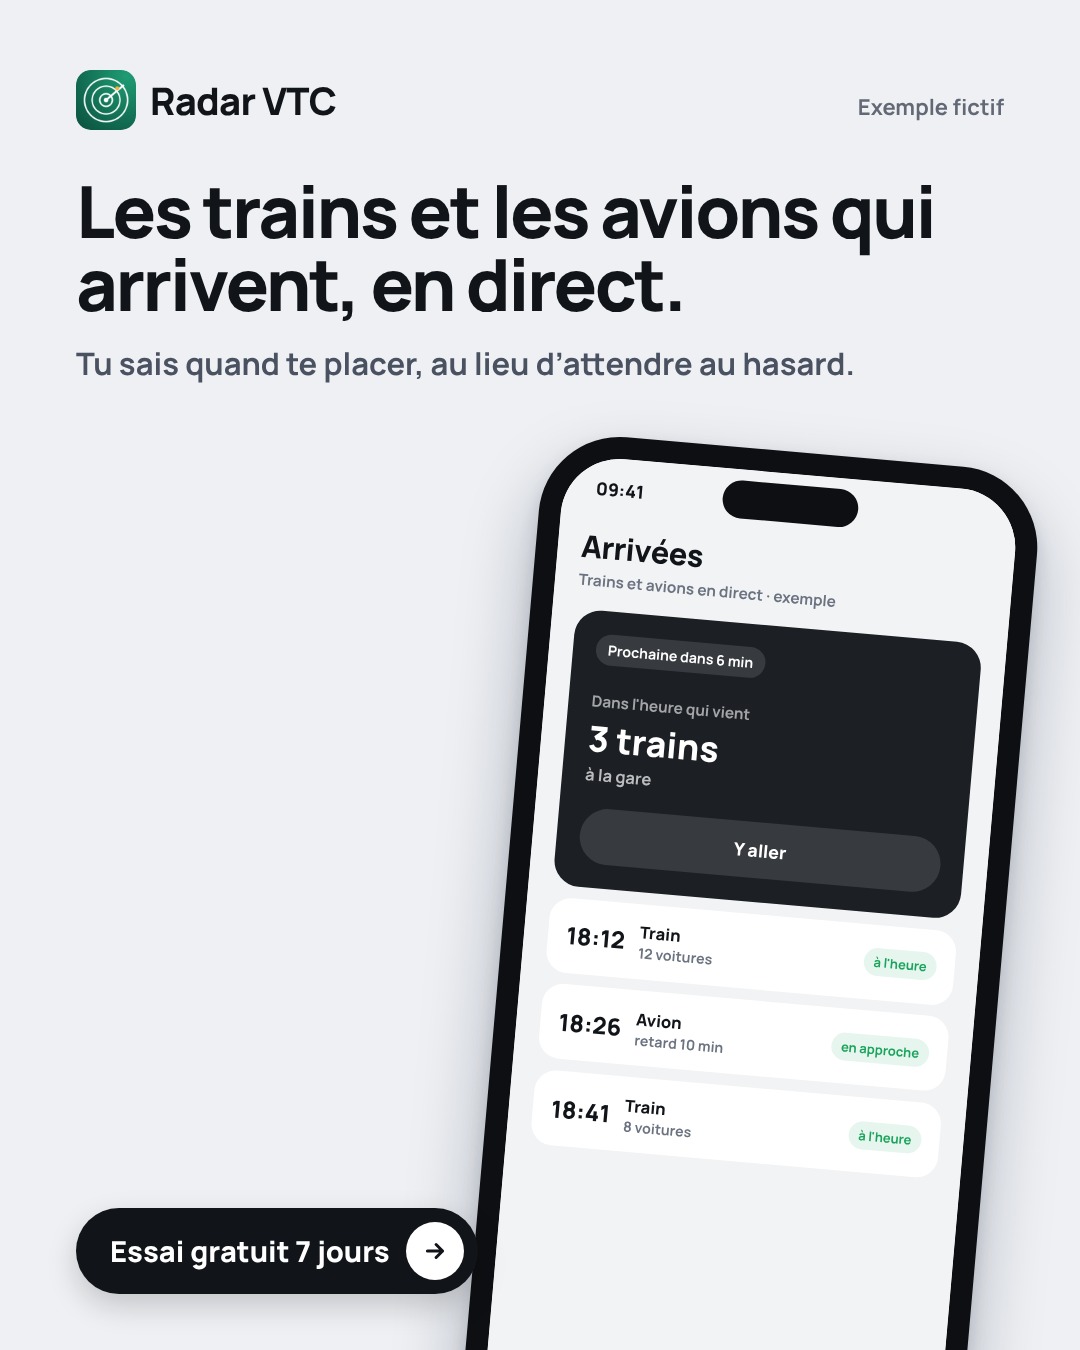 Radar VTC
Exemple fictif
Les trains et les avions qui
arrivent, en direct.
Tu sais quand te placer, au lieu d’attendre au hasard.
09:41
Arrivées
Trains et avions en direct · exemple
Prochaine dans 6 min
Dans l'heure qui vient
3 trains
à la gare
Y aller
18:12 Train à l'heure
12 voitures
18:26 Avion en approche
retard 10 min
18:41 Train à l'heure
8 voitures
Essai gratuit 7 jours